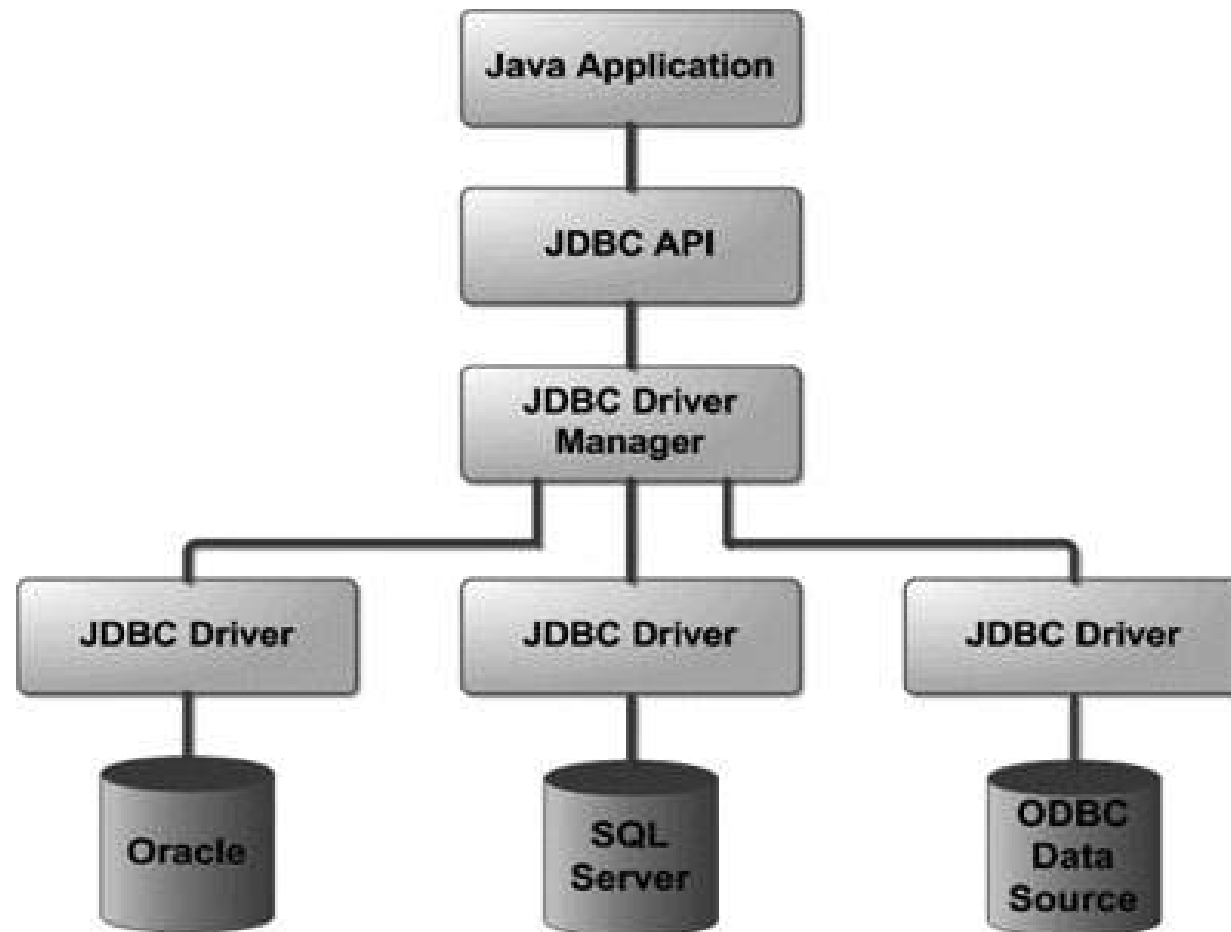 Java Application
JDBC API
JDBC Driver
Manager
JDBC Driver
JDBC Driver
JDBC Driver
Oracle
SQL
Server
ODBC
Data
Source